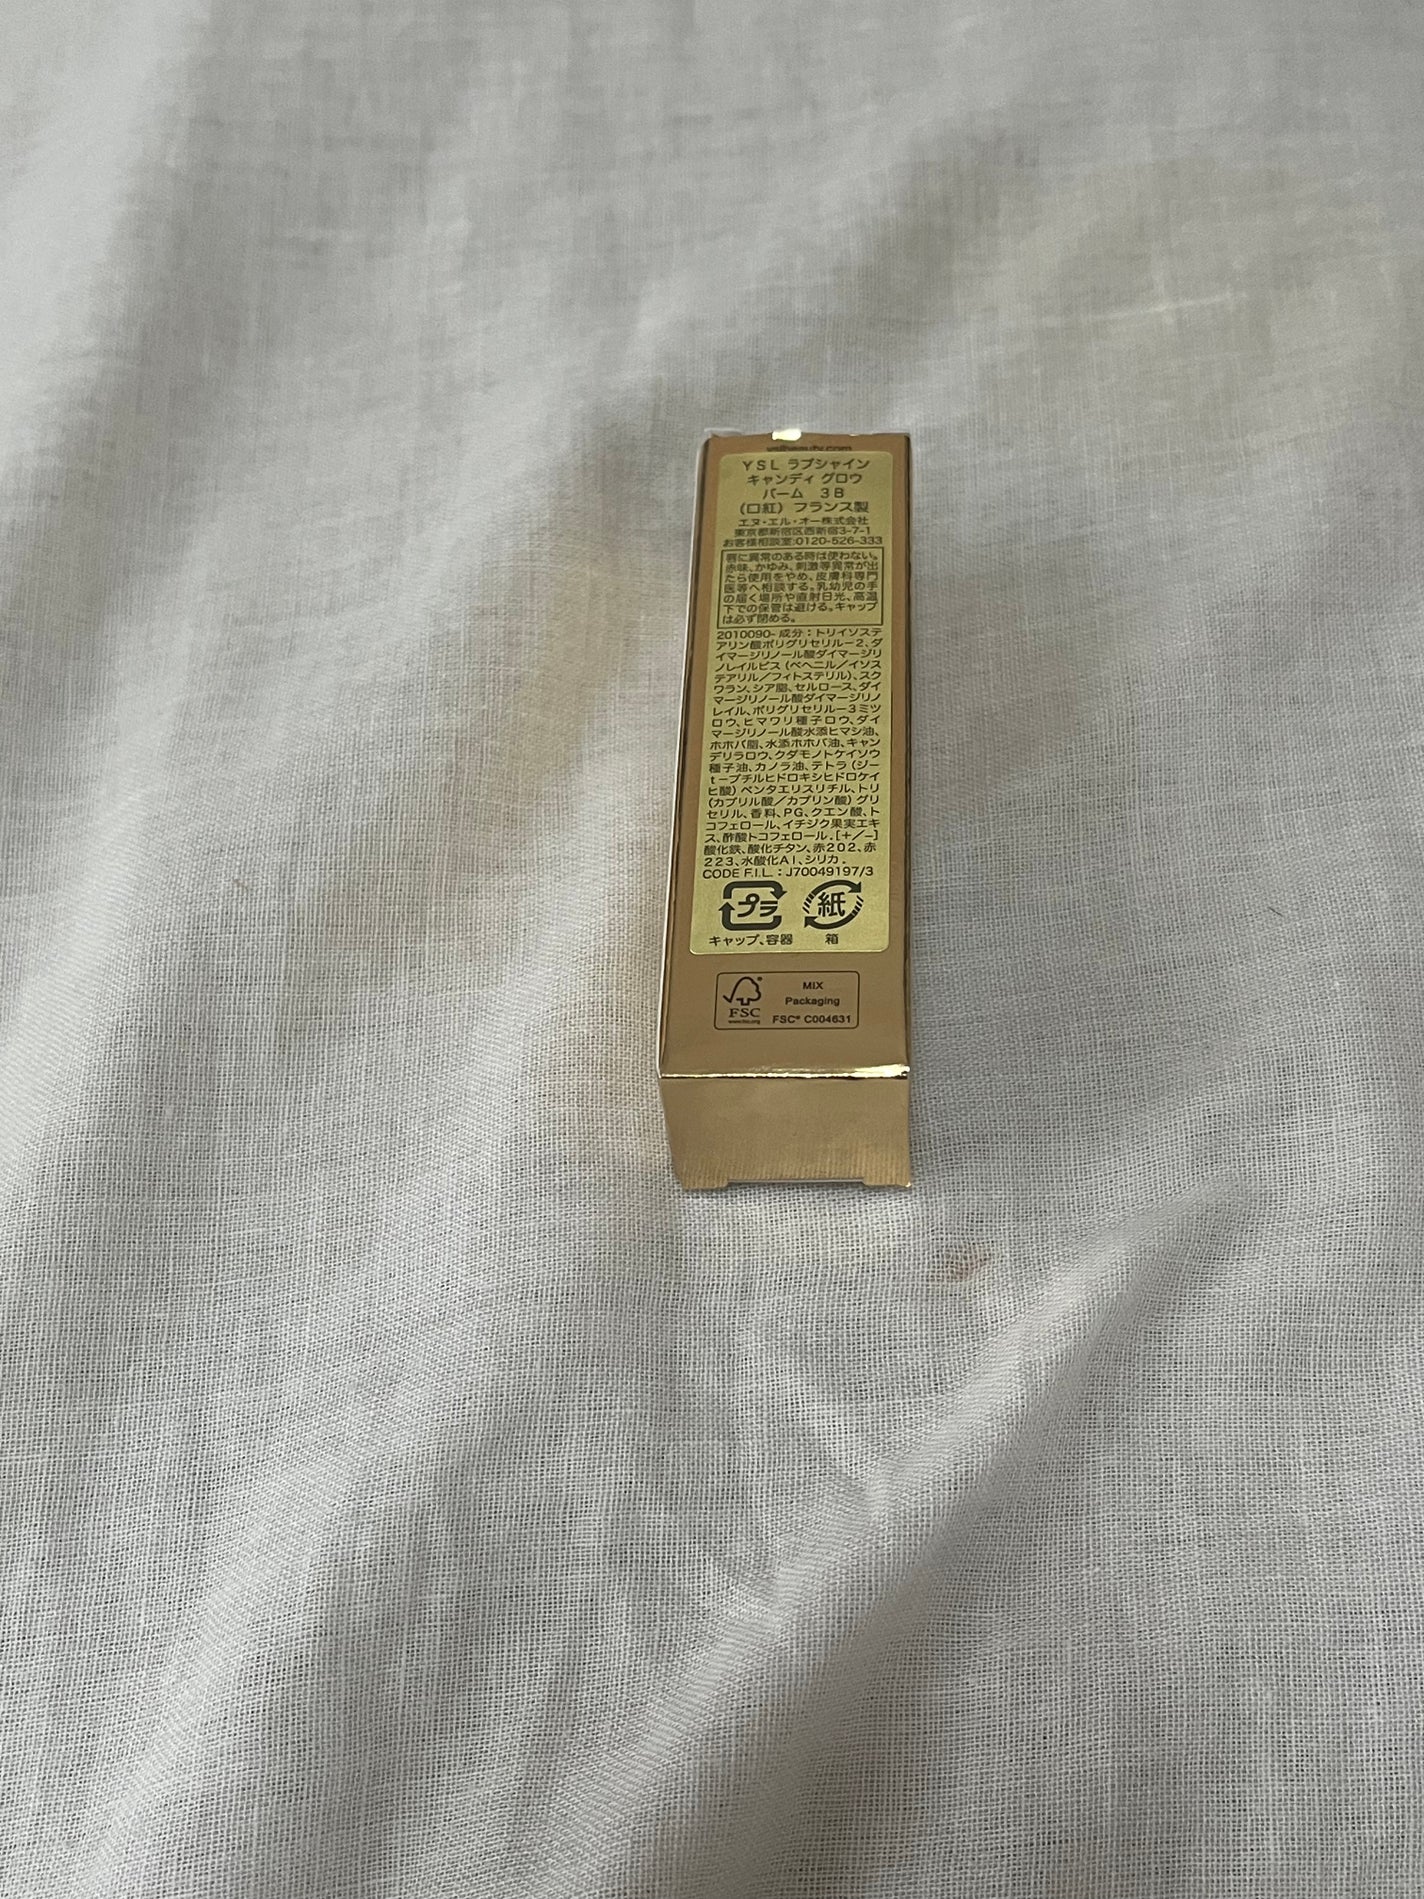 YSL ラブシャイン
キャンディ グロウ
バーム　3B
（口紅）フランス製
エヌ・エル・オー株式会社
東京都新宿区西新宿3-7-1
お客様相談室:0120-526-333
唇に異常のある時は使わない。
赤味、かゆみ、刺激等異常が出
たら使用をやめ、皮膚科専門
医等へ相談する。乳幼児の手
の届く場所や直射日光、高温
下での保管は避ける。キャップ
は必ず閉める。
2010090- 成分：トリイソステ
アリン酸ポリグリセリル－2、ダ
イマージリノール酸ダイマージリ
ノレイルビス（ベヘニル／イソス
テアリル／フィトステリル）、スク
ワラン、シア脂、セルロース、ダイ
マージリノール酸ダイマージリノ
レイル、ポリグリセリル－3ミツ
ロウ、ヒマワリ種子ロウ、ダイ
マージリノール酸水添ヒマシ油、
ホホバ脂、水添ホホバ油、キャン
デリラロウ、クダモノトケイソウ
種子油、カノラ油、テトラ（ジー
t－ブチルヒドロキシヒドロケイ
ヒ酸）ペンタエリスリチル、トリ
（カプリル酸／カプリン酸）グリ
セリル、香料、PG、クエン酸、ト
コフェロール、イチジク果実エキ
ス、酢酸トコフェロール．[＋／－]
酸化鉄、酸化チタン、赤202、赤
223、水酸化Al、シリカ．
CODE F.I.L. : J70049197/3
プラ 紙
キャップ、容器 箱
MIX
Packaging
FSC
www.fsc.org
FSC® C004631